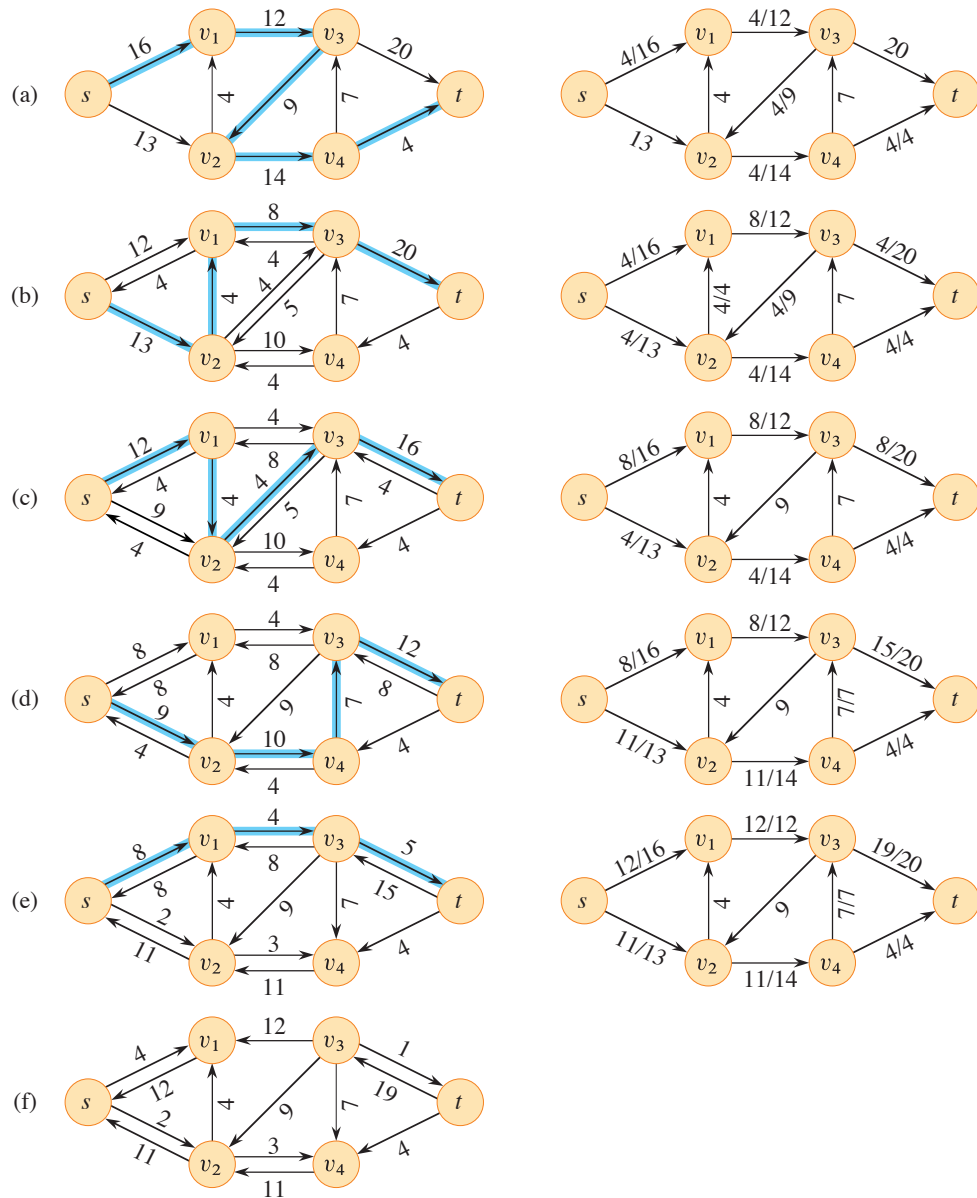 12 4/12
16 v1 v3 20 4/16 v1 v3 20
(a) s 4 9 7 t s 4 4/9 7 t
13 v2 v4 4 13 v2 v4 4/4
14 4/14
8 8/12
12 v1 4 v3 20 4/16 v1 v3 4/20
(b) s 4 4 4 5 7 t s 4/4 4/9 7 t
13 v2 10 v4 4 4/13 v2 v4 4/4
4 4/14
4 8/12
12 v1 8 v3 16 8/16 v1 v3 8/20
(c) s 4 9 4 4 5 7 4 t s 4 9 7 t
4 v2 10 v4 4 4/13 v2 v4 4/4
4 4/14
4 8/12
8 v1 8 v3 12 8/16 v1 v3 15/20
(d) s 8 9 4 9 7 8 t s 4 9 7/7 t
4 v2 10 v4 4 11/13 v2 v4 4/4
4 11/14
4 12/12
8 v1 8 v3 5 12/16 v1 v3 19/20
(e) s 8 2 4 9 7 15 t s 4 9 7/7 t
11 v2 3 v4 4 11/13 v2 v4 4/4
11 11/14
4 v1 12 v3 1
(f) s 12 2 4 9 7 19 t
11 v2 3 v4 4
11